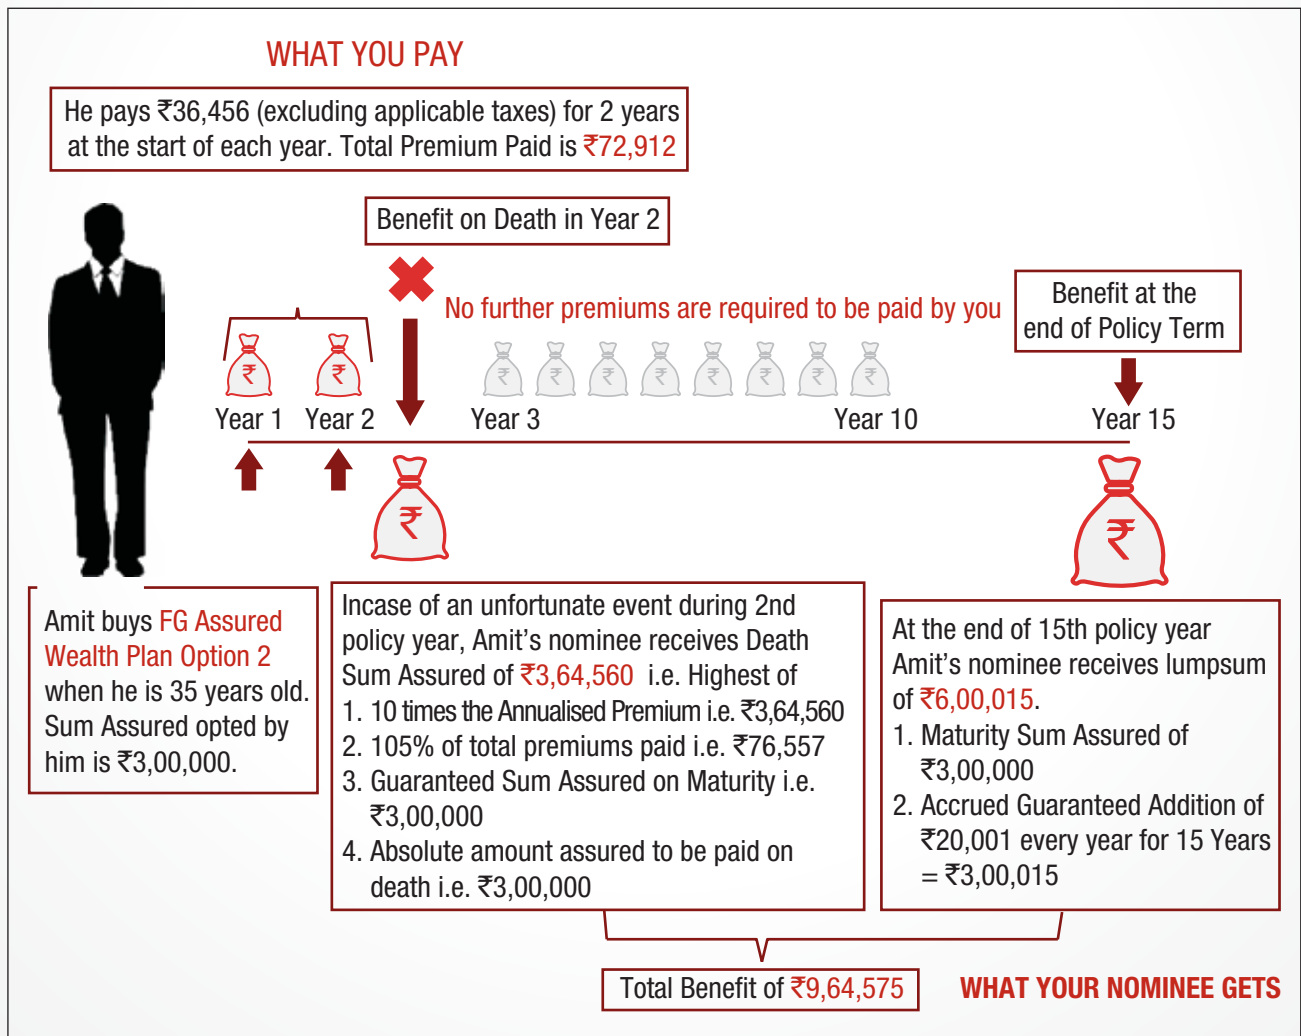 WHAT YOU PAY
He pays ₹36,456 (excluding applicable taxes) for 2 years
at the start of each year. Total Premium Paid is ₹72,912
Benefit on Death in Year 2
No further premiums are required to be paid by you
Benefit at the
end of Policy Term
₹
₹
₹
₹
₹
₹
₹
₹
₹
₹
Year 1
Year 2
Year 3
Year 10
Year 15
₹
₹
Amit buys FG Assured
Wealth Plan Option 2
when he is 35 years old.
Sum Assured opted by
him is ₹3,00,000.
Incase of an unfortunate event during 2nd
policy year, Amit's nominee receives Death
Sum Assured of ₹3,64,560 i.e. Highest of
1. 10 times the Annualised Premium i.e. ₹3,64,560
2. 105% of total premiums paid i.e. ₹76,557
3. Guaranteed Sum Assured on Maturity i.e.
₹3,00,000
4. Absolute amount assured to be paid on
death i.e. ₹3,00,000
At the end of 15th policy year
Amit's nominee receives lumpsum
of ₹6,00,015.
1. Maturity Sum Assured of
₹3,00,000
2. Accrued Guaranteed Addition of
₹20,001 every year for 15 Years
= ₹3,00,015
Total Benefit of ₹9,64,575
WHAT YOUR NOMINEE GETS